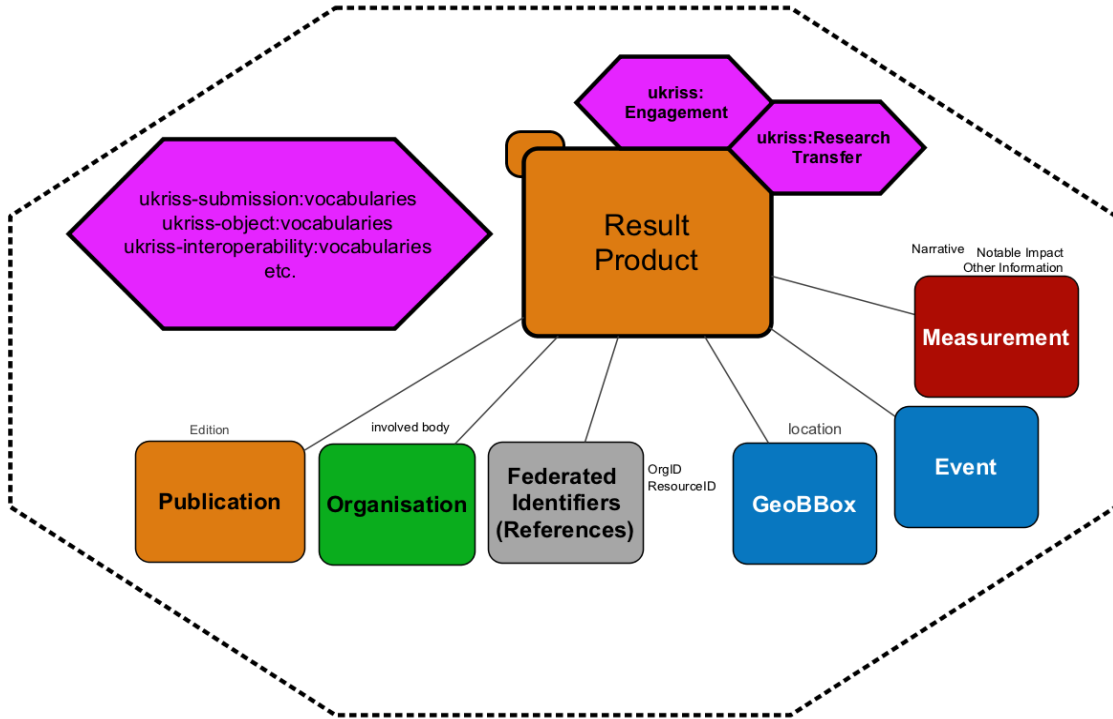 ukriss:
Engagement
ukriss:Research
Transfer
ukriss-submission:vocabularies
ukriss-object:vocabularies
ukriss-interoperability:vocabularies
etc.
Result
Product
Narrative
Notable Impact
Other Information
Measurement
Edition
Publication
involved body
Organisation
Federated
Identifiers
(References)
OrgID
ResourceID
location
GeoBBox
Event